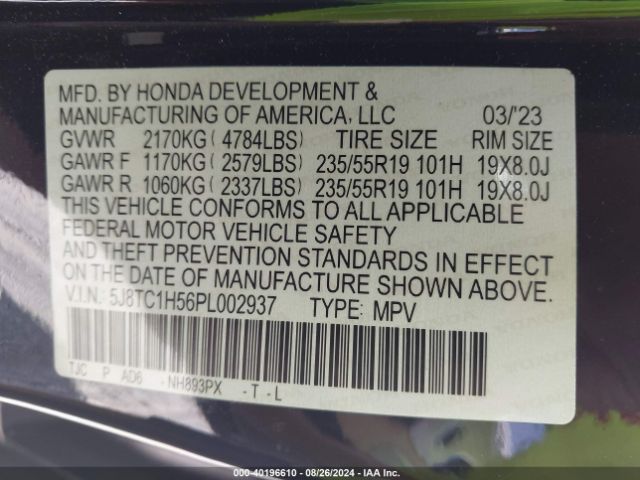 MFD. BY HONDA DEVELOPMENT &
MANUFACTURING OF AMERICA, LLC 03/'23
GVWR 2170KG ( 4784LBS) TIRE SIZE RIM SIZE
GAWR F 1170KG ( 2579LBS) 235/55R19 101H 19X8.0J
GAWR R 1060KG ( 2337LBS) 235/55R19 101H 19X8.0J
THIS VEHICLE CONFORMS TO ALL APPLICABLE
FEDERAL MOTOR VEHICLE SAFETY
AND THEFT PREVENTION STANDARDS IN EFFECT
ON THE DATE OF MANUFACTURE SHOWN ABOVE.
V.I.N.: 5J8TC1H56PL002937 TYPE: MPV
TJC P AD6 - NH893PX - T - L
000-40196610 | 08/26/2024 | IAA Inc.